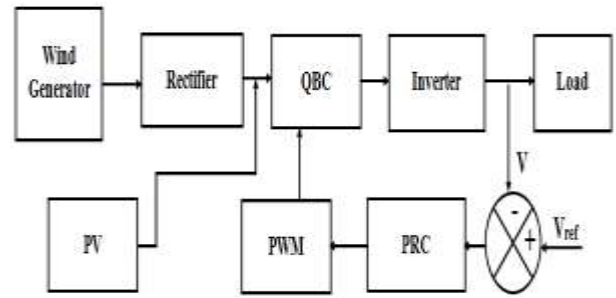 Wind
Generator
Rectifier
QBC
Inverter
Load
V
PV
PWM
PRC
-
+
Vref